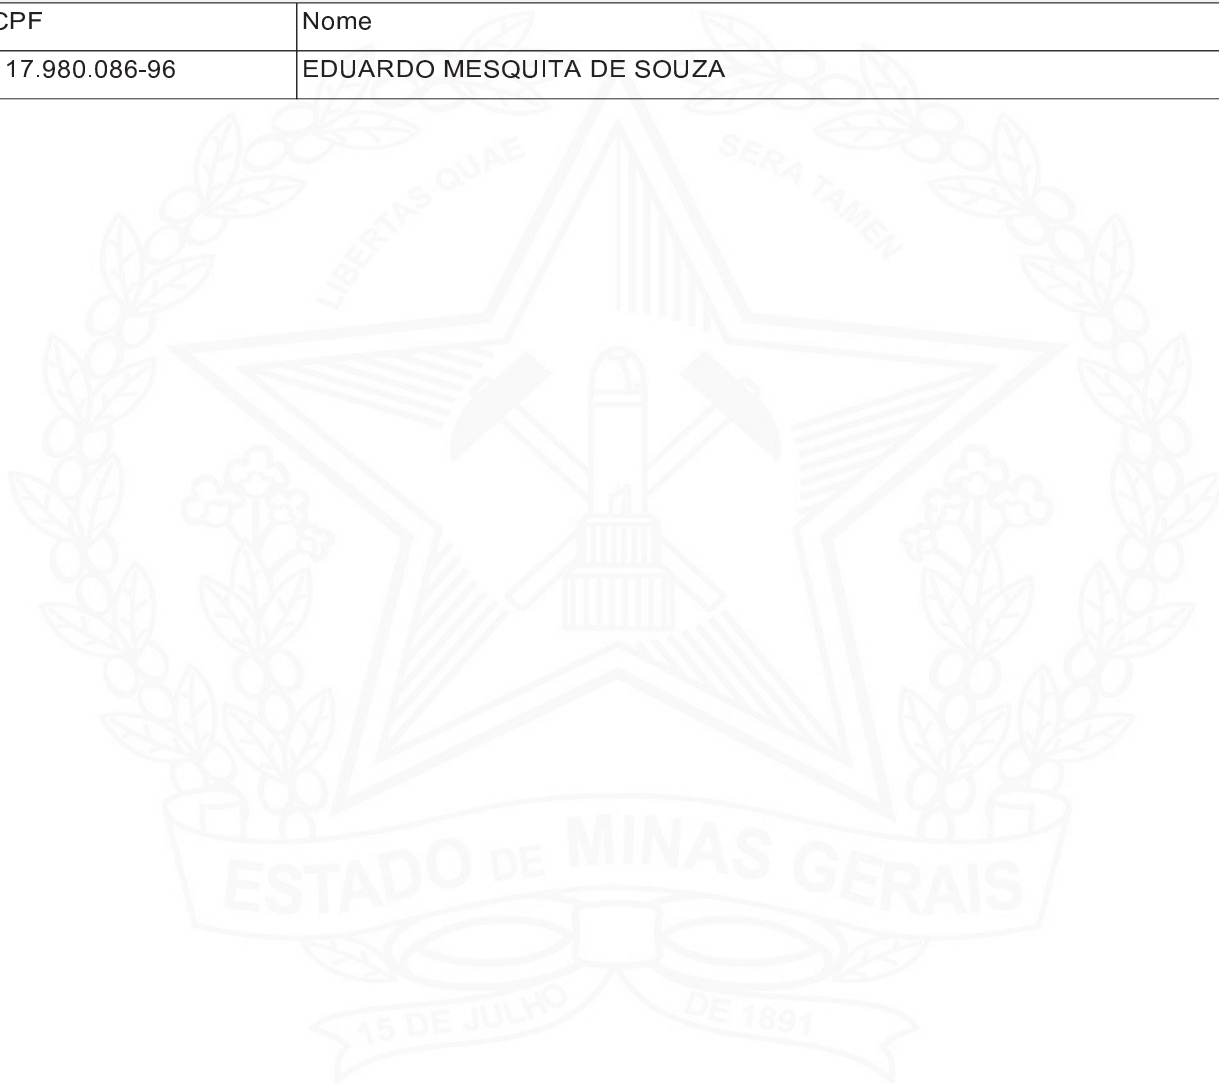 CPF Nome
17.980.086-96 EDUARDO MESQUITA DE SOUZA
LIBERTAS QUAE SERA TAMEN
ESTADO DE MINAS GERAIS
15 DE JULHO DE 1891